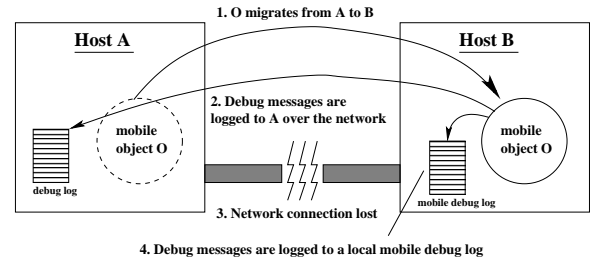 1. O migrates from A to B
Host A
Host B
2. Debug messages are
logged to A over the network
mobile
object O
mobile
object O
debug log
mobile debug log
3. Network connection lost
4. Debug messages are logged to a local mobile debug log